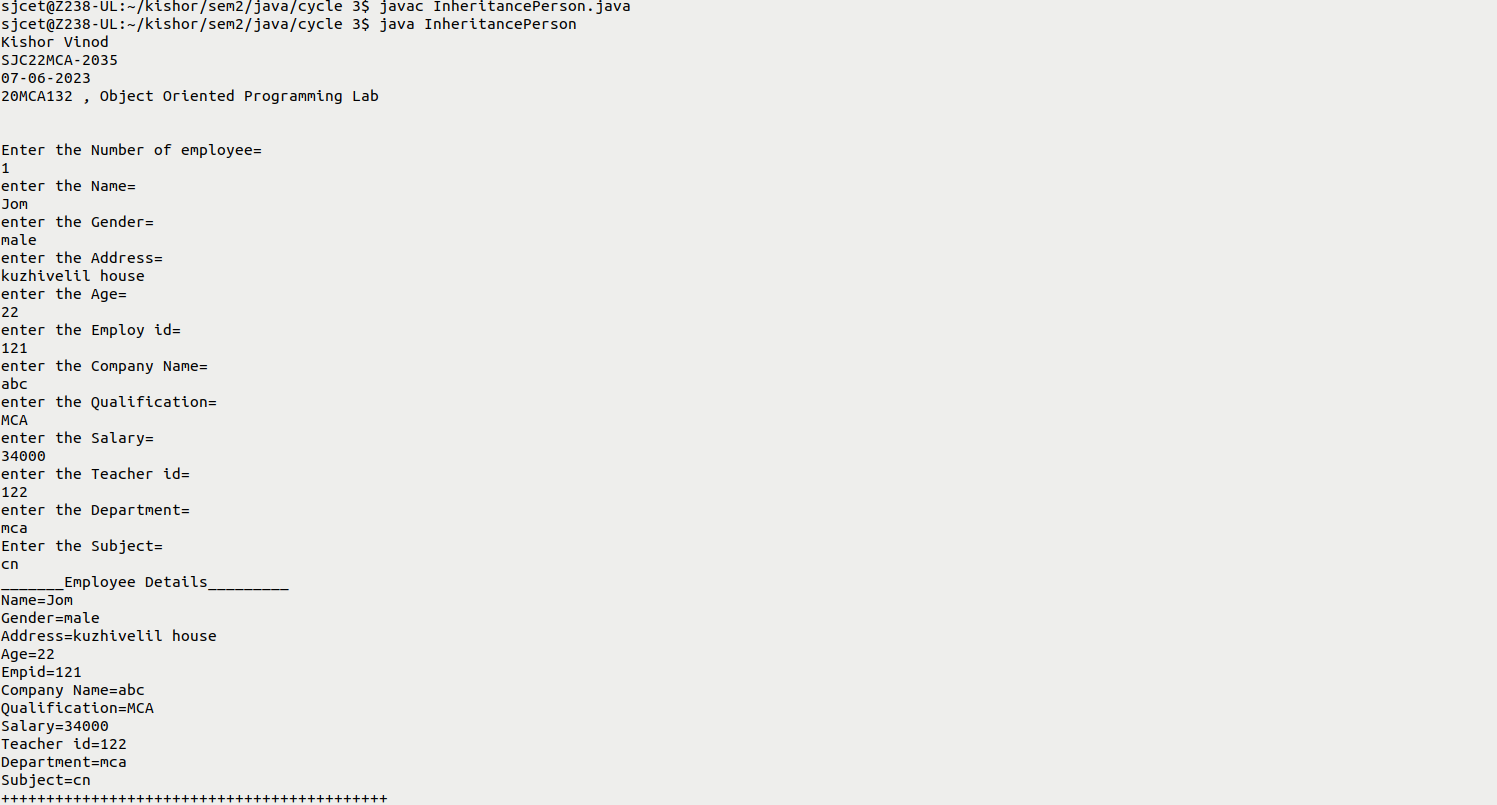 sjcet@Z238-UL:~/kishor/sem2/java/cycle 3$ javac InheritancePerson.java
sjcet@Z238-UL:~/kishor/sem2/java/cycle 3$ java InheritancePerson
Kishor Vinod
SJC22MCA-2035
07-06-2023
20MCA132 , Object Oriented Programming Lab
Enter the Number of employee=
1
enter the Name=
Jom
enter the Gender=
male
enter the Address=
kuzhivelil house
enter the Age=
22
enter the Employ id=
121
enter the Company Name=
abc
enter the Qualification=
MCA
enter the Salary=
34000
enter the Teacher id=
122
enter the Department=
mca
Enter the Subject=
cn
_______Employee Details_________
Name=Jom
Gender=male
Address=kuzhivelil house
Age=22
Empid=121
Company Name=abc
Qualification=MCA
Salary=34000
Teacher id=122
Department=mca
Subject=cn
+++++++++++++++++++++++++++++++++++++++++++